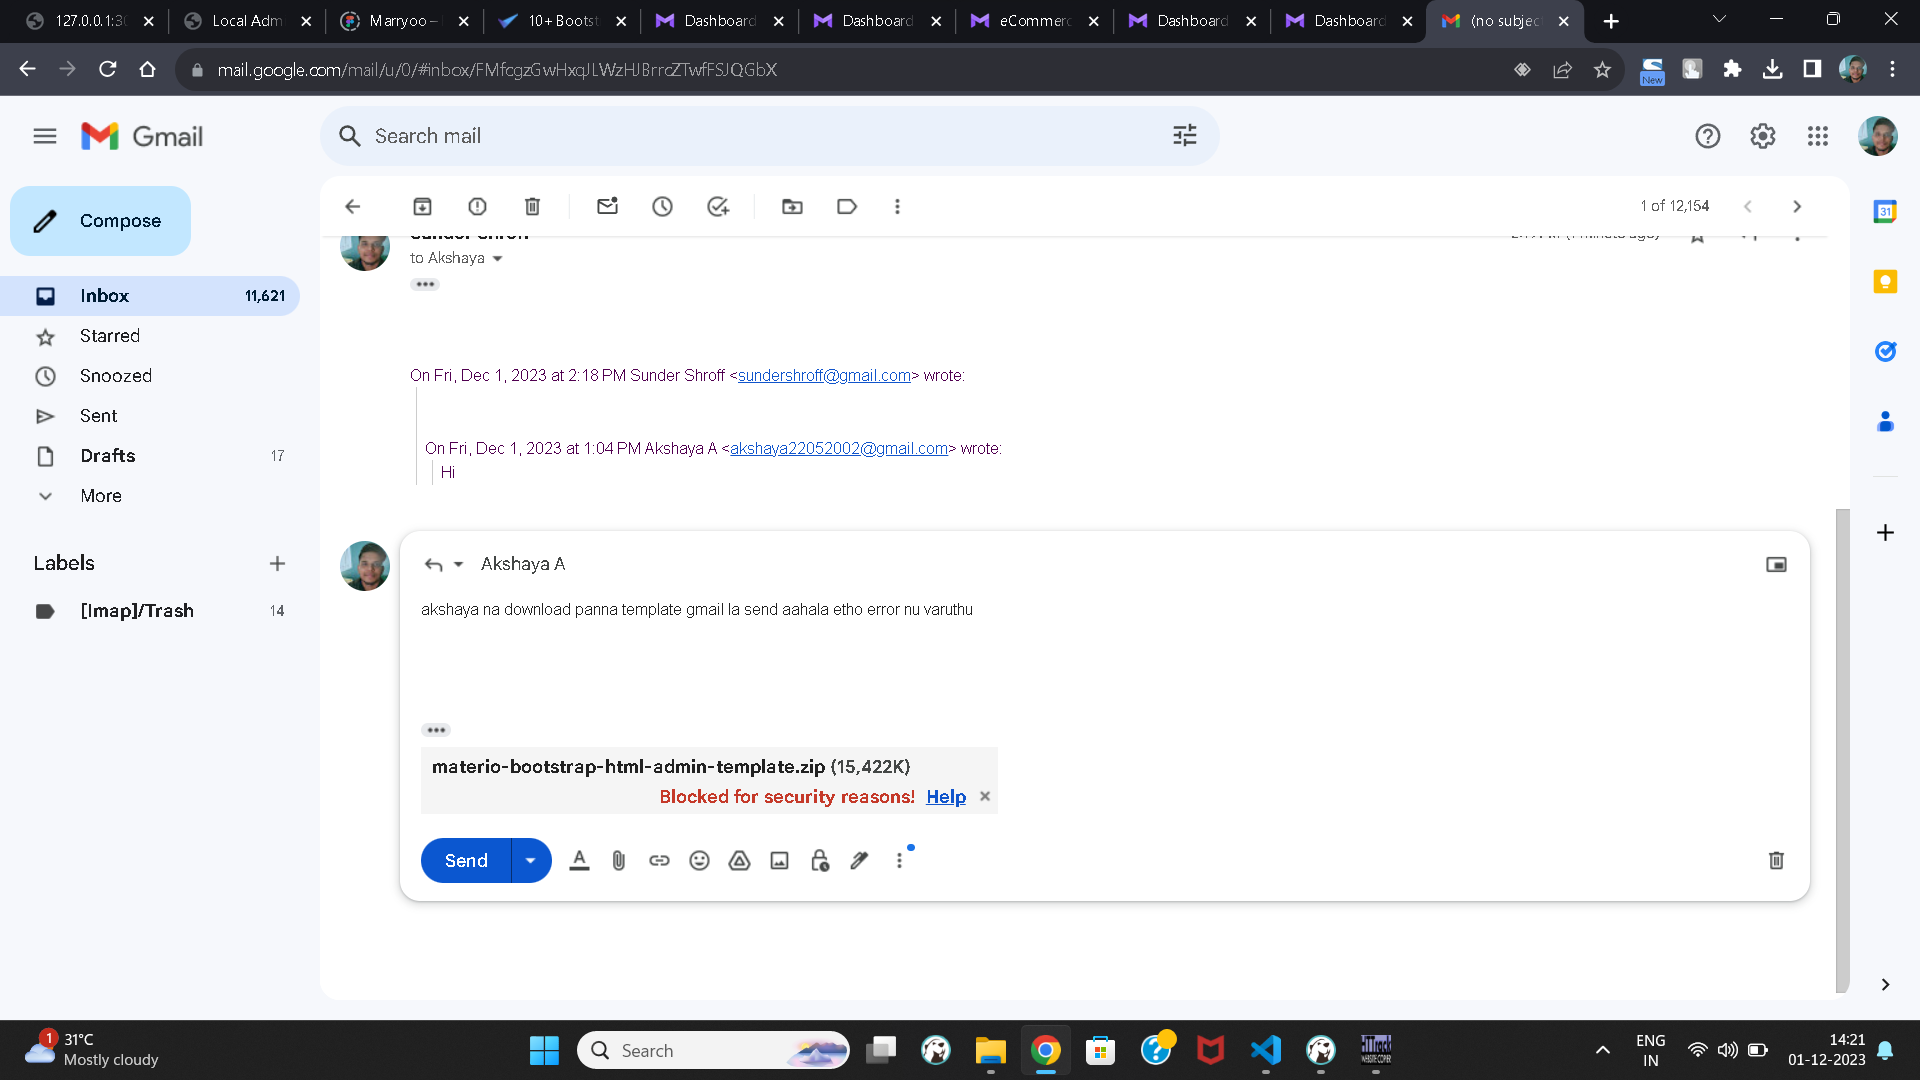 127.0.0.1:3
Local Adm
Marryoo –
10+ Bootst
Dashboard
Dashboard
eCommerc
Dashboard
Dashboard
(no subjec
mail.google.com/mail/u/0/#inbox/FMfcgzGwHxqJLWzHJBrrcZTwfFSJQGbX
New
Gmail
Search mail
Compose
1 of 12,154
31
Inbox 11,621
Starred
Snoozed
Sent
Drafts 17
More
Labels
[Imap]/Trash 14
Sunder Shroff
to Akshaya
On Fri, Dec 1, 2023 at 2:18 PM Sunder Shroff <sundershroff@gmail.com> wrote:
On Fri, Dec 1, 2023 at 1:04 PM Akshaya A <akshaya22052002@gmail.com> wrote:
Hi
Akshaya A
akshaya na download panna template gmail la send aahala etho error nu varuthu
materio-bootstrap-html-admin-template.zip (15,422K)
Blocked for security reasons! Help
Send
1
31°C
Mostly cloudy
Search
ENG
IN
14:21
01-12-2023